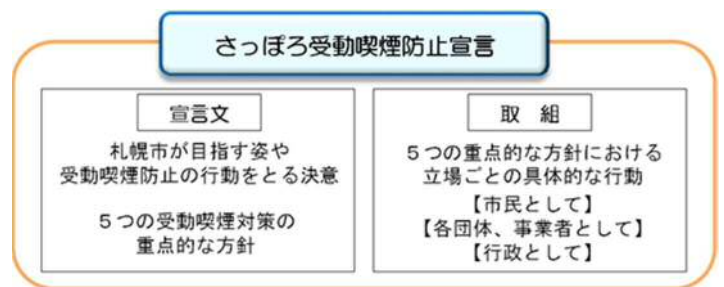 さっぽろ受動喫煙防止宣言
宣言文
札幌市が目指す姿や
受動喫煙防止の行動をとる決意
５つの受動喫煙対策の
重点的な方針
取　組
５つの重点的な方針における
立場ごとの具体的な行動
【市民として】
【各団体、事業者として】
【行政として】